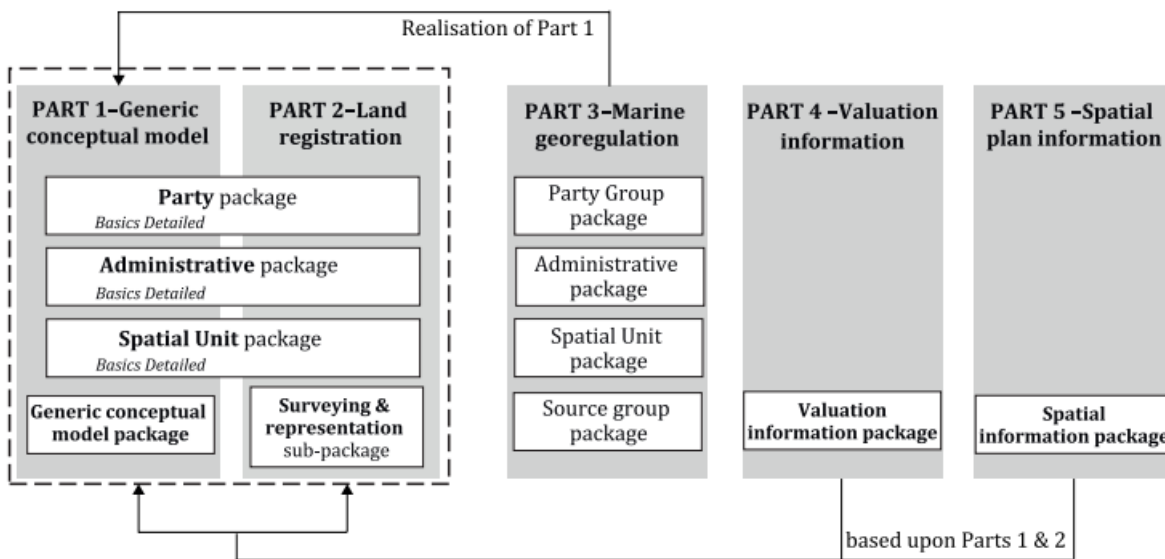 Realisation of Part 1
PART 1–Generic
conceptual model
PART 2–Land
registration
PART 3–Marine
georegulation
PART 4 –Valuation
information
PART 5 –Spatial
plan information
Party package
Basics Detailed
Administrative package
Basics Detailed
Spatial Unit package
Basics Detailed
Generic conceptual
model package
Surveying &
representation
sub-package
Party Group
package
Administrative
package
Spatial Unit
package
Source group
package
Valuation
information package
Spatial
information package
based upon Parts 1 & 2